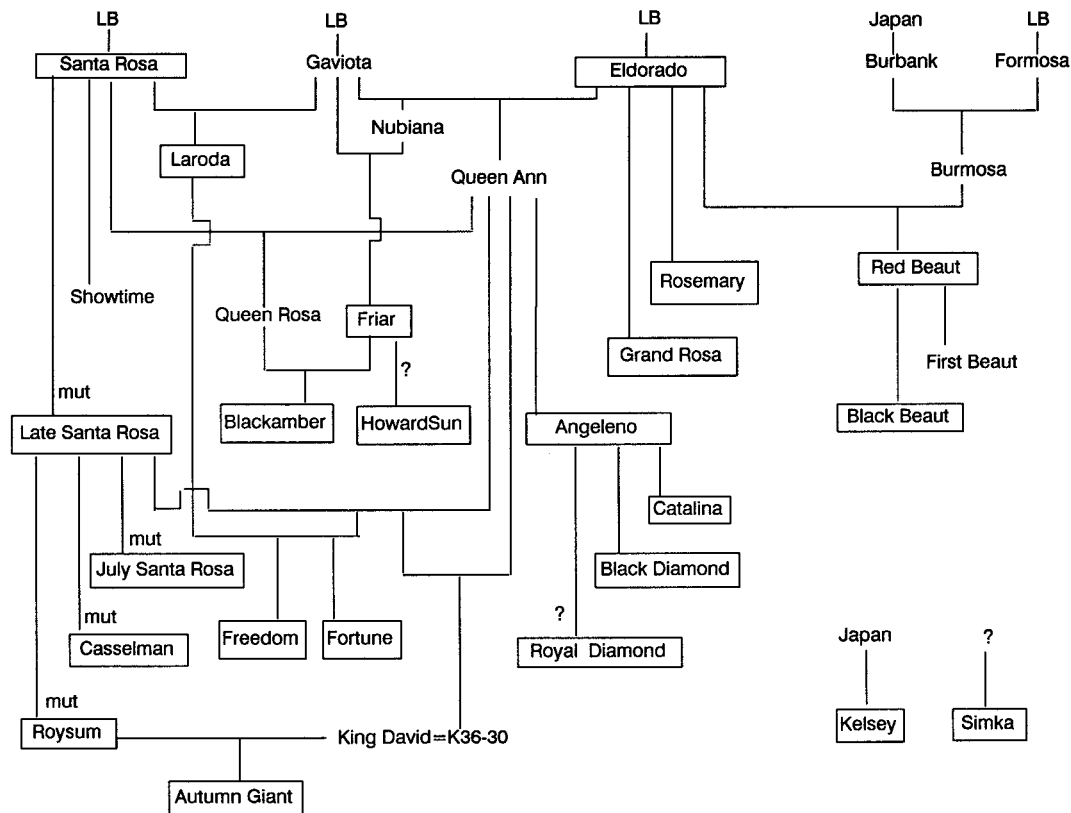 LB
LB
LB
Japan
LB
Santa Rosa
Gaviota
Eldorado
Burbank
Formosa
Nubiana
Laroda
Queen Ann
Burmosa
Red Beaut
Rosemary
Showtime
Queen Rosa
Friar
Grand Rosa
First Beaut
?
mut
Blackamber
HowardSun
Black Beaut
Late Santa Rosa
Angeleno
Catalina
mut
July Santa Rosa
Black Diamond
mut
?
Freedom
Fortune
Japan
?
Casselman
Royal Diamond
mut
Roysum
King David=K36-30
Kelsey
Simka
Autumn Giant